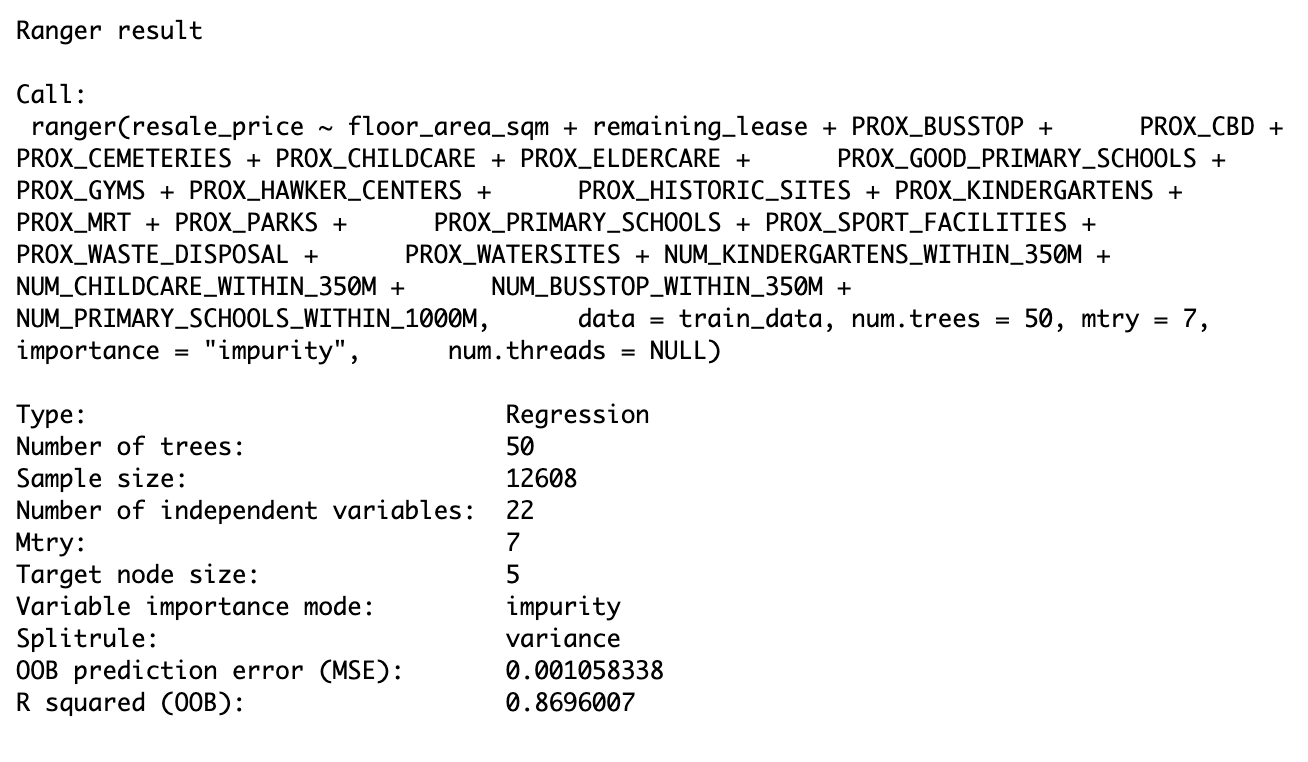 Ranger result
Call:
 ranger(resale_price ~ floor_area_sqm + remaining_lease + PROX_BUSSTOP +      PROX_CBD +
PROX_CEMETERIES + PROX_CHILDCARE + PROX_ELDERCARE +      PROX_GOOD_PRIMARY_SCHOOLS +
PROX_GYMS + PROX_HAWKER_CENTERS +      PROX_HISTORIC_SITES + PROX_KINDERGARTENS +
PROX_MRT + PROX_PARKS +      PROX_PRIMARY_SCHOOLS + PROX_SPORT_FACILITIES +
PROX_WASTE_DISPOSAL +      PROX_WATERSITES + NUM_KINDERGARTENS_WITHIN_350M +
NUM_CHILDCARE_WITHIN_350M +      NUM_BUSSTOP_WITHIN_350M +
NUM_PRIMARY_SCHOOLS_WITHIN_1000M,      data = train_data, num.trees = 50, mtry = 7,
importance = "impurity",      num.threads = NULL)
Type:                             Regression
Number of trees:                  50
Sample size:                      12608
Number of independent variables:  22
Mtry:                             7
Target node size:                 5
Variable importance mode:         impurity
Splitrule:                        variance
OOB prediction error (MSE):       0.001058338
R squared (OOB):                  0.8696007